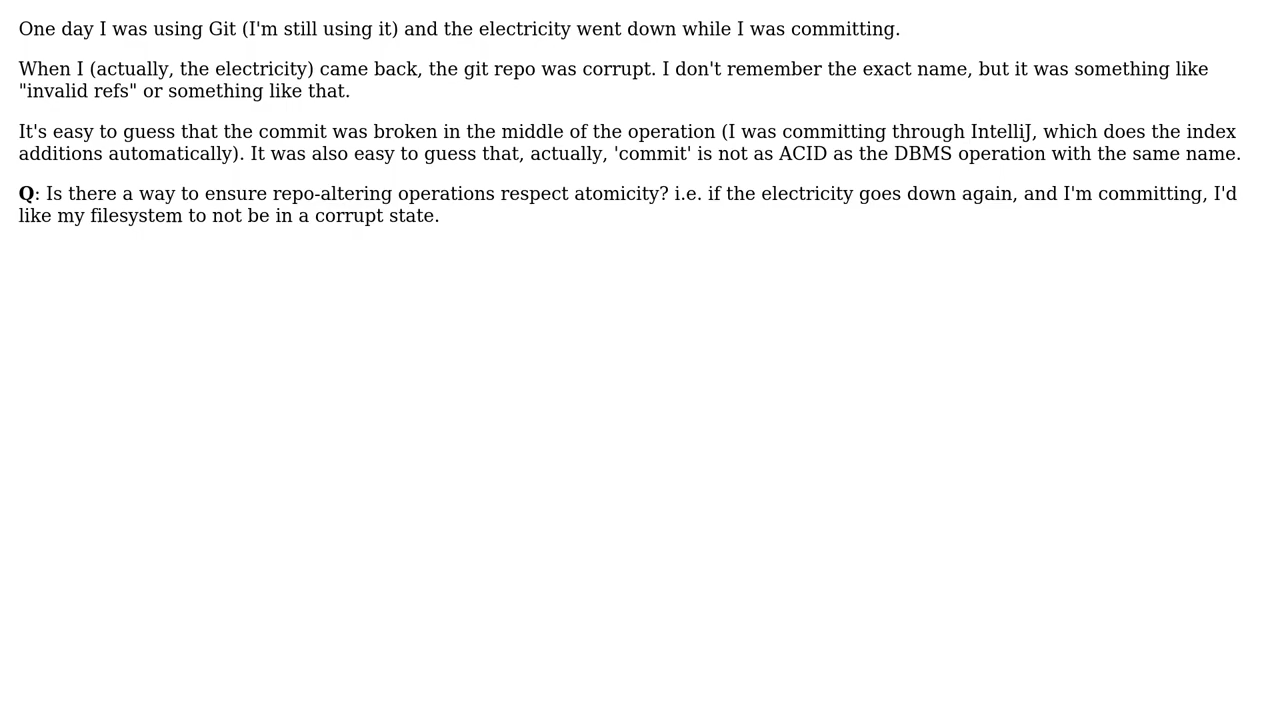 One day I was using Git (I'm still using it) and the electricity went down while I was committing.
When I (actually, the electricity) came back, the git repo was corrupt. I don't remember the exact name, but it was something like
"invalid refs" or something like that.
It's easy to guess that the commit was broken in the middle of the operation (I was committing through IntelliJ, which does the index
additions automatically). It was also easy to guess that, actually, 'commit' is not as ACID as the DBMS operation with the same name.
Q: Is there a way to ensure repo-altering operations respect atomicity? i.e. if the electricity goes down again, and I'm committing, I'd
like my filesystem to not be in a corrupt state.